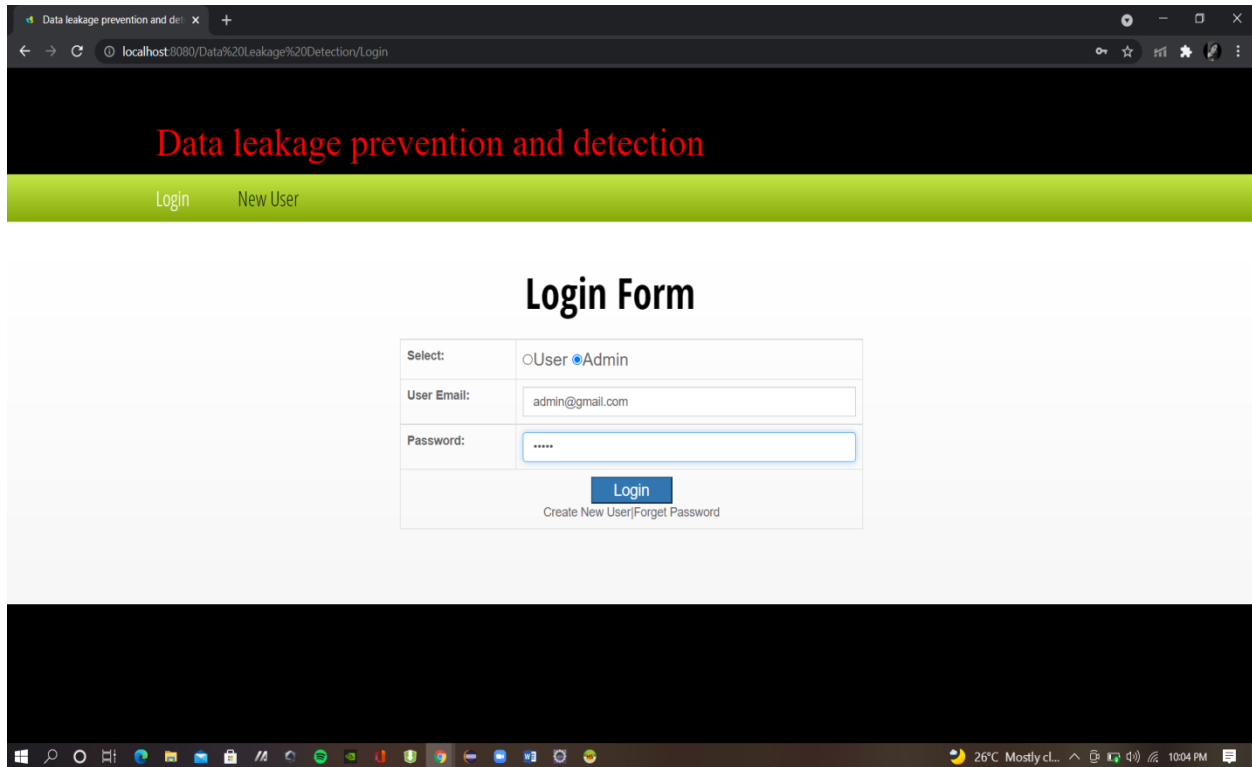 Data leakage prevention and det
localhost:8080/Data%20Leakage%20Detection/Login
Data leakage prevention and detection
Login New User
Login Form
Select: User Admin
User Email: admin@gmail.com
Password: •••••
Login
Create New User|Forget Password
26°C Mostly cl... 10:04 PM